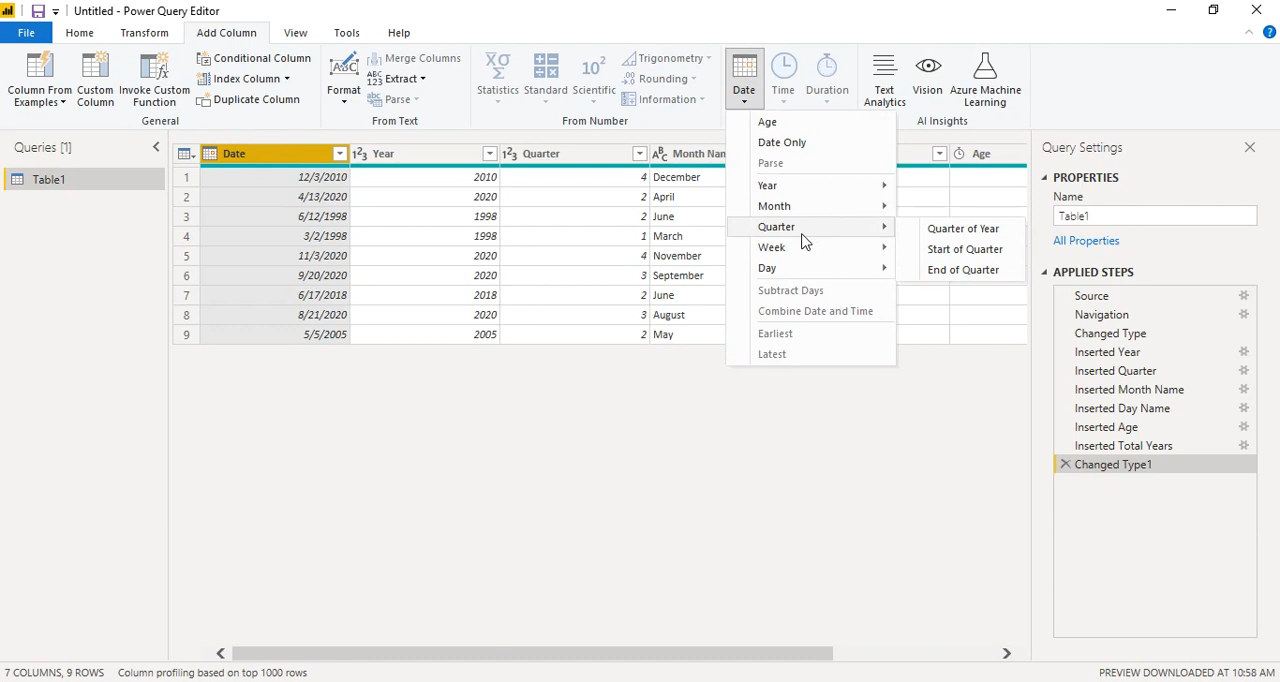 Untitled - Power Query Editor
File Home Transform Add Column View Tools Help
Column From Examples
Custom Column
Invoke Custom Function
Conditional Column
Index Column
Duplicate Column
General
Format
Merge Columns
ABC 123 Extract
abc Parse
From Text
Statistics
Standard
10² Scientific
Trigonometry
.00 Rounding
Information
From Number
Date
Time
Duration
Text Analytics
Vision
Azure Machine Learning
AI Insights
Age
Date Only
Parse
Year
Month
Quarter
Week
Day
Subtract Days
Combine Date and Time
Earliest
Latest
Quarter of Year
Start of Quarter
End of Quarter
Queries [1]
Table1
Date 1²3 Year 1²3 Quarter ABC Month Nam Age
1 12/3/2010 2010 4 December
2 4/13/2020 2020 2 April
3 6/12/1998 1998 2 June
4 3/2/1998 1998 1 March
5 11/3/2020 2020 4 November
6 9/20/2020 2020 3 September
7 6/17/2018 2018 2 June
8 8/21/2020 2020 3 August
9 5/5/2005 2005 2 May
Query Settings
PROPERTIES
Name
Table1
All Properties
APPLIED STEPS
Source
Navigation
Changed Type
Inserted Year
Inserted Quarter
Inserted Month Name
Inserted Day Name
Inserted Age
Inserted Total Years
Changed Type1
7 COLUMNS, 9 ROWS Column profiling based on top 1000 rows PREVIEW DOWNLOADED AT 10:58 AM